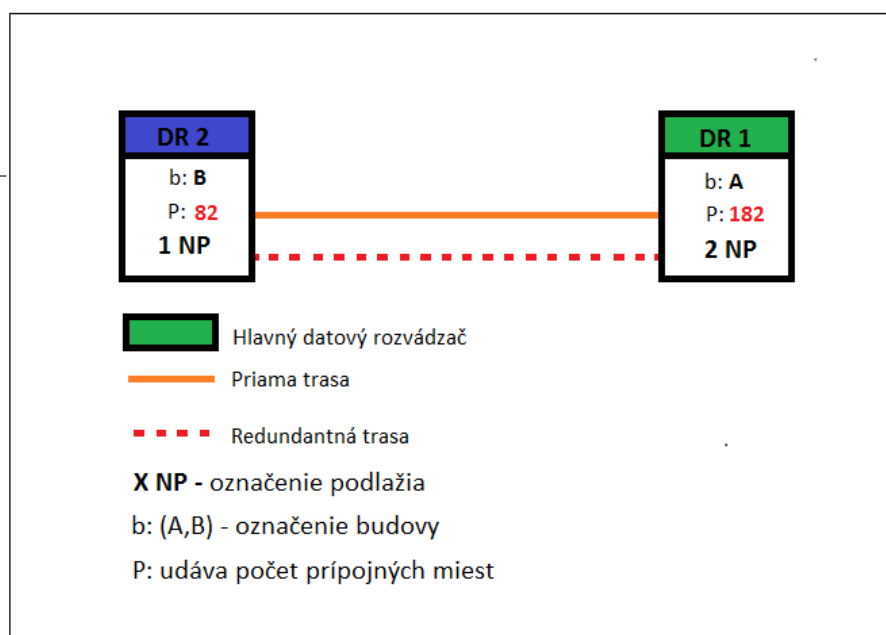 DR 2
b: B
P: 82
1 NP
DR 1
b: A
P: 182
2 NP
Hlavný datový rozvádzač
Priama trasa
Redundantná trasa
X NP - označenie podlažia
b: (A,B) - označenie budovy
P: udáva počet prípojných miest